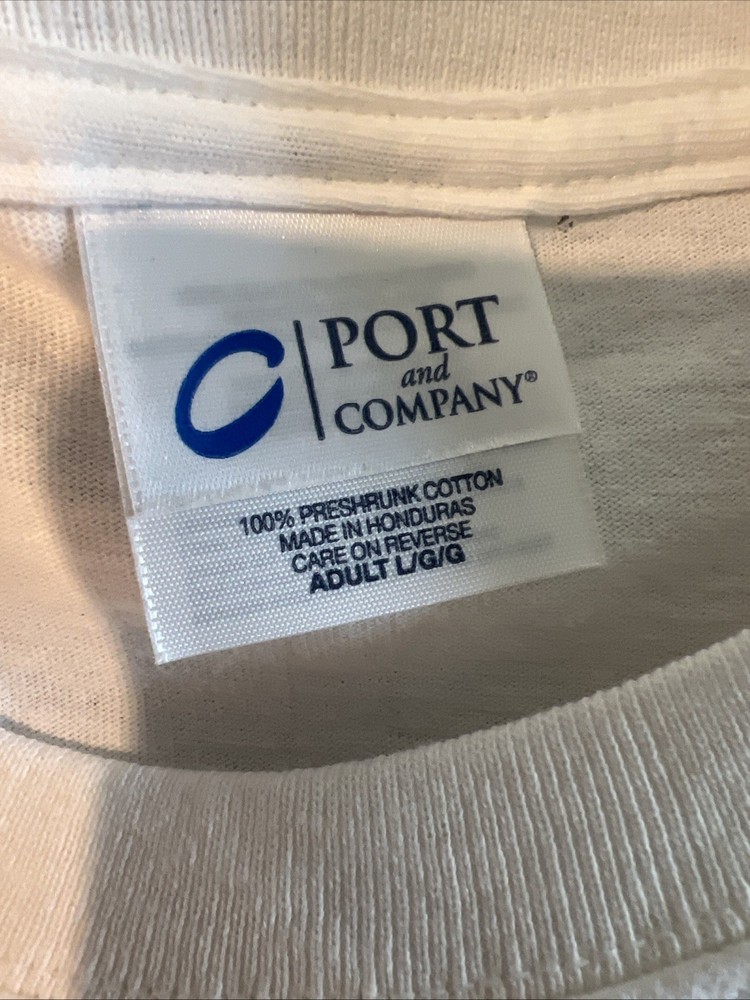 PORT
and
COMPANY®
100% PRESHRUNK COTTON
MADE IN HONDURAS
CARE ON REVERSE
ADULT L/G/G